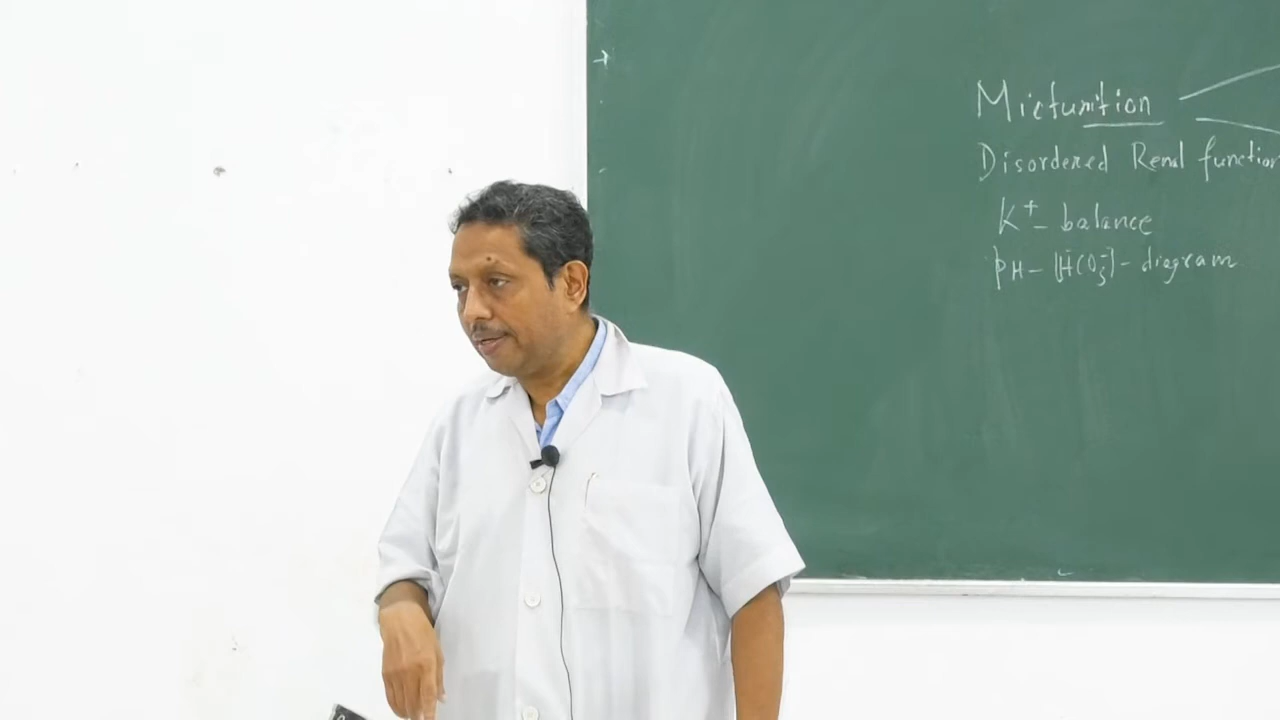 Micturition
Disordered Renal function
K+ - balance
pH - [HCO3-] - diagram